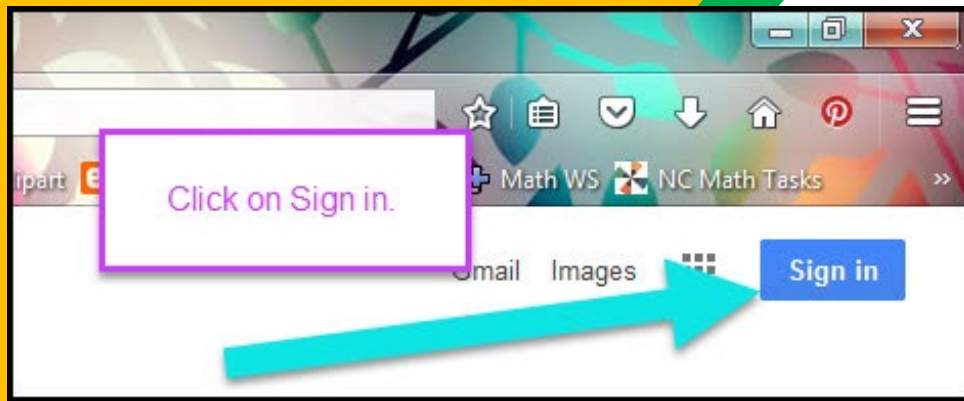 ipart
Math WS NC Math Tasks »
Click on Sign in.
Gmail Images Sign in